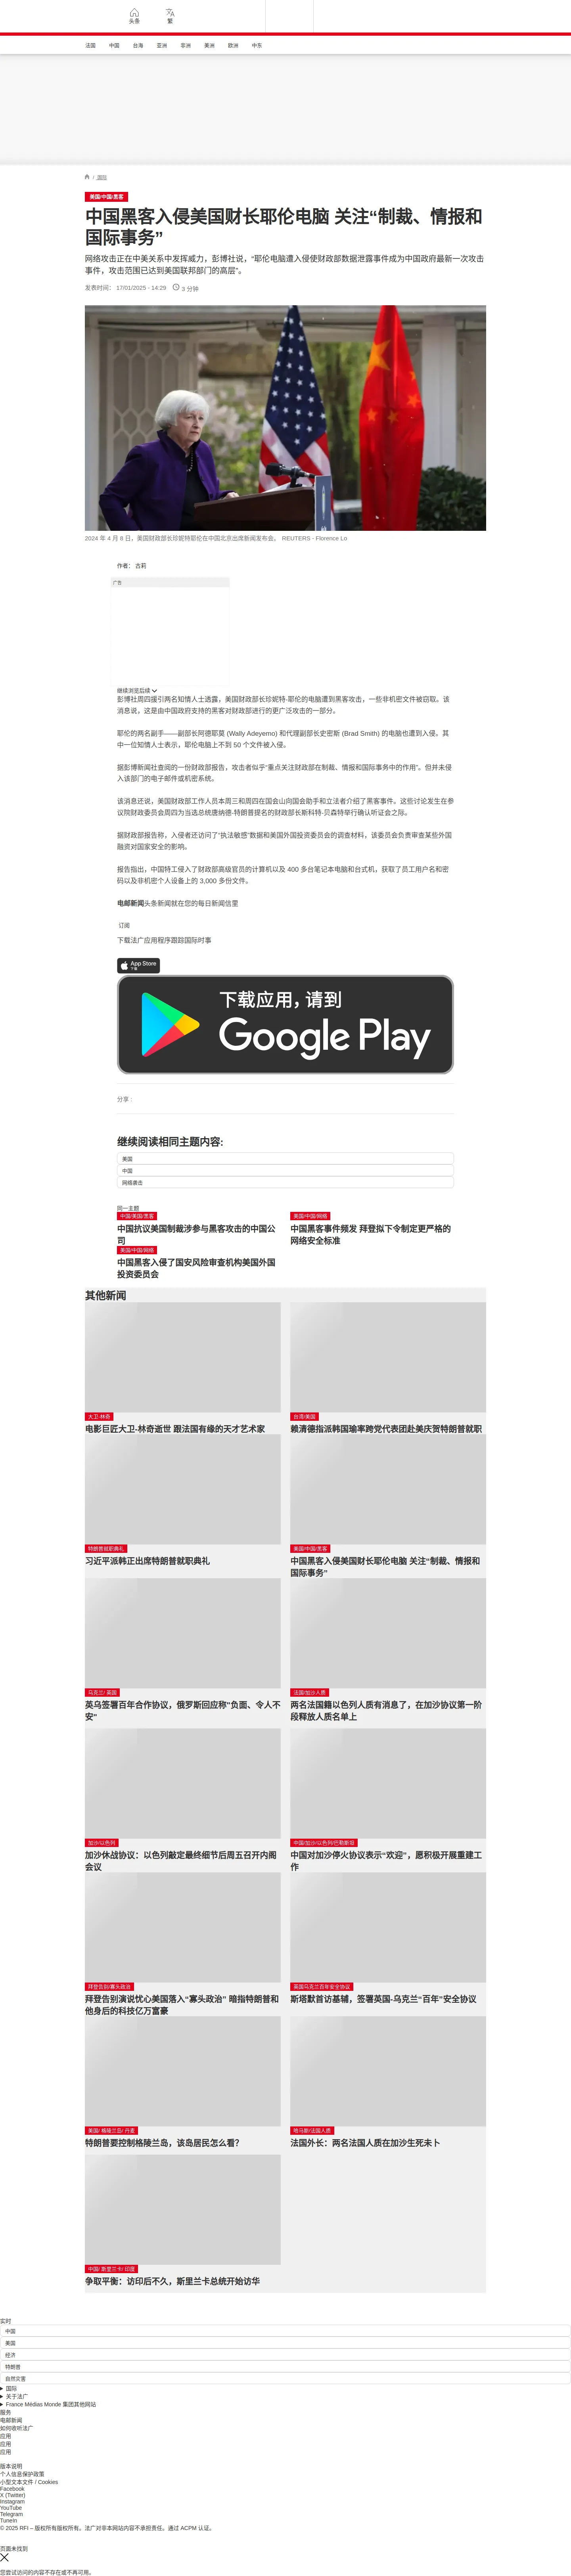 头条
繁
法国
中国
台海
亚洲
非洲
美洲
欧洲
中东
/ 国际
美国/中国/黑客
中国黑客入侵美国财长耶伦电脑 关注“制裁、情报和
国际事务”
网络攻击正在中美关系中发挥威力，彭博社说，“耶伦电脑遭入侵使财政部数据泄露事件成为中国政府最新一次攻击
事件，攻击范围已达到美国联邦部门的高层”。
发表时间： 17/01/2025 - 14:29
3 分钟
2024 年 4 月 8 日，美国财政部长珍妮特耶伦在中国北京出席新闻发布会。 REUTERS - Florence Lo
作者： 古莉
广告
继续浏览后续
彭博社周四援引两名知情人士透露，美国财政部长珍妮特-耶伦的电脑遭到黑客攻击，一些非机密文件被窃取。该
消息说，这是由中国政府支持的黑客对财政部进行的更广泛攻击的一部分。
耶伦的两名副手——副部长阿德耶莫 (Wally Adeyemo) 和代理副部长史密斯 (Brad Smith) 的电脑也遭到入侵。其
中一位知情人士表示，耶伦电脑上不到 50 个文件被入侵。
据彭博新闻社查阅的一份财政部报告，攻击者似乎“重点关注财政部在制裁、情报和国际事务中的作用”。但并未侵
入该部门的电子邮件或机密系统。
该消息还说，美国财政部工作人员本周三和周四在国会山向国会助手和立法者介绍了黑客事件。这些讨论发生在参
议院财政委员会周四为当选总统唐纳德-特朗普提名的财政部长斯科特-贝森特举行确认听证会之际。
据财政部报告称，入侵者还访问了“执法敏感”数据和美国外国投资委员会的调查材料，该委员会负责审查某些外国
融资对国家安全的影响。
报告指出，中国特工侵入了财政部高级官员的计算机以及 400 多台笔记本电脑和台式机，获取了员工用户名和密
码以及非机密个人设备上的 3,000 多份文件。
电邮新闻头条新闻就在您的每日新闻信里
订阅
下载法广应用程序跟踪国际时事
App Store
下载
下载应用，请到
Google Play
分享 :
继续阅读相同主题内容:
美国
中国
网络袭击
同一主题
中国/美国/黑客
中国抗议美国制裁涉参与黑客攻击的中国公
司
美国/中国/网络
中国黑客事件频发 拜登拟下令制定更严格的
网络安全标准
美国/中国/网络
中国黑客入侵了国安风险审查机构美国外国
投资委员会
其他新闻
大卫-林奇
电影巨匠大卫-林奇逝世 跟法国有缘的天才艺术家
台湾/美国
赖清德指派韩国瑜率跨党代表团赴美庆贺特朗普就职
特朗普就职典礼
习近平派韩正出席特朗普就职典礼
美国/中国/黑客
中国黑客入侵美国财长耶伦电脑 关注“制裁、情报和
国际事务”
乌克兰/ 英国
英乌签署百年合作协议，俄罗斯回应称“负面、令人不
安”
法国/加沙人质
两名法国籍以色列人质有消息了，在加沙协议第一阶
段释放人质名单上
加沙/以色列
加沙休战协议：以色列敲定最终细节后周五召开内阁
会议
中国/加沙/以色列/巴勒斯坦
中国对加沙停火协议表示“欢迎”，愿积极开展重建工
作
拜登告别/寡头政治
拜登告别演说忧心美国落入“寡头政治” 暗指特朗普和
他身后的科技亿万富豪
英国乌克兰百年安全协议
斯塔默首访基辅，签署英国-乌克兰“百年”安全协议
美国/ 格陵兰岛/ 丹麦
特朗普要控制格陵兰岛，该岛居民怎么看？
哈马斯/法国人质
法国外长：两名法国人质在加沙生死未卜
中国/ 斯里兰卡/ 印度
争取平衡：访印后不久，斯里兰卡总统开始访华
实时
中国
美国
经济
特朗普
自然灾害
国际
关于法广
France Médias Monde 集团其他网站
服务
电邮新闻
如何收听法广
应用
应用
应用
版本说明
个人信息保护政策
小型文本文件 / Cookies
Facebook
X (Twitter)
Instagram
YouTube
Telegram
TuneIn
© 2025 RFI – 版权所有版权所有。法广对非本网站内容不承担责任。通过 ACPM 认证。
页面未找到
您尝试访问的内容不存在或不再可用。